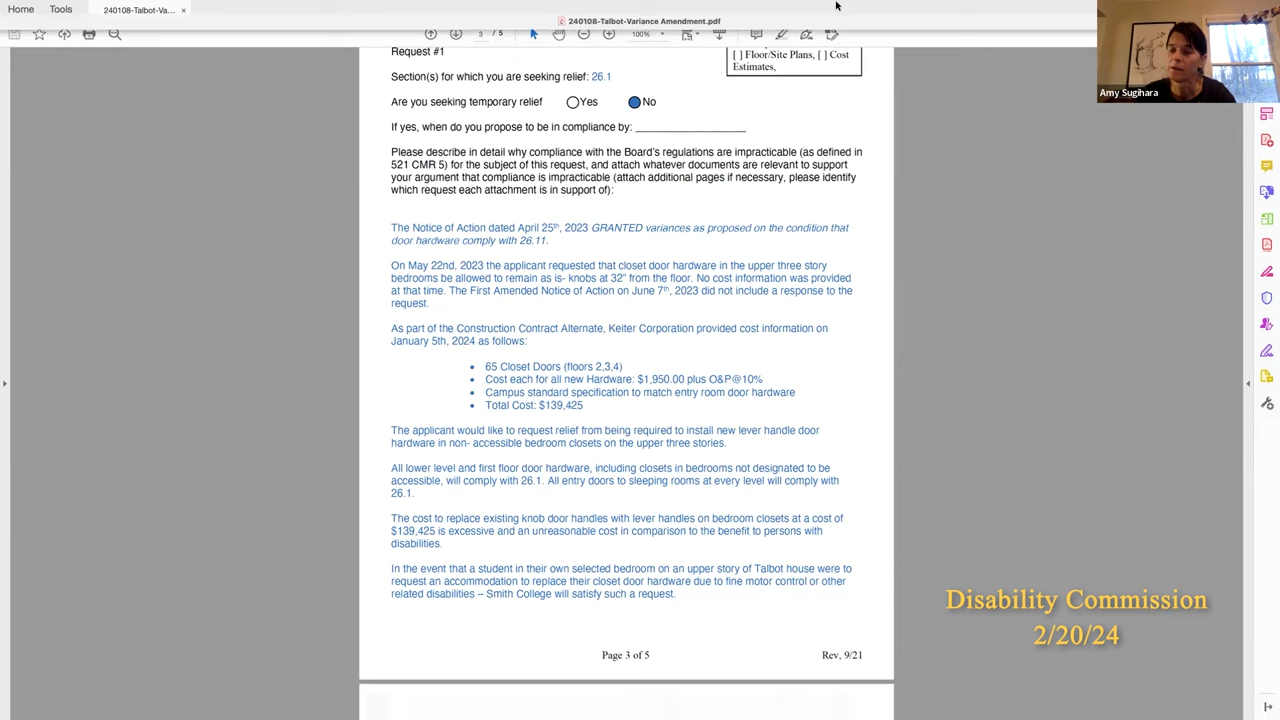 Home
Tools
240108-Talbot-Va...
×
240108-Talbot-Variance Amendment.pdf
3 / 5
100%
Amy Sugihara
Request #1
[ ] Floor/Site Plans, [ ] Cost
Estimates,
Section(s) for which you are seeking relief: 26.1
Are you seeking temporary relief Yes No
If yes, when do you propose to be in compliance by: ____________________
Please describe in detail why compliance with the Board's regulations are impracticable (as defined in
521 CMR 5) for the subject of this request, and attach whatever documents are relevant to support
your argument that compliance is impracticable (attach additional pages if necessary, please identify
which request each attachment is in support of):
The Notice of Action dated April 25th, 2023 GRANTED variances as proposed on the condition that
door hardware comply with 26.11.
On May 22nd, 2023 the applicant requested that closet door hardware in the upper three story
bedrooms be allowed to remain as is- knobs at 32" from the floor. No cost information was provided
at that time. The First Amended Notice of Action on June 7th, 2023 did not include a response to the
request.
As part of the Construction Contract Alternate, Keiter Corporation provided cost information on
January 5th, 2024 as follows:
• 65 Closet Doors (floors 2,3,4)
• Cost each for all new Hardware: $1,950.00 plus O&P@10%
• Campus standard specification to match entry room door hardware
• Total Cost: $139,425
The applicant would like to request relief from being required to install new lever handle door
hardware in non- accessible bedroom closets on the upper three stories.
All lower level and first floor door hardware, including closets in bedrooms not designated to be
accessible, will comply with 26.1. All entry doors to sleeping rooms at every level will comply with
26.1.
The cost to replace existing knob door handles with lever handles on bedroom closets at a cost of
$139,425 is excessive and an unreasonable cost in comparison to the benefit to persons with
disabilities.
In the event that a student in their own selected bedroom on an upper story of Talbot house were to
request an accommodation to replace their closet door hardware due to fine motor control or other
related disabilities – Smith College will satisfy such a request.
Page 3 of 5
Rev, 9/21
Disability Commission
2/20/24